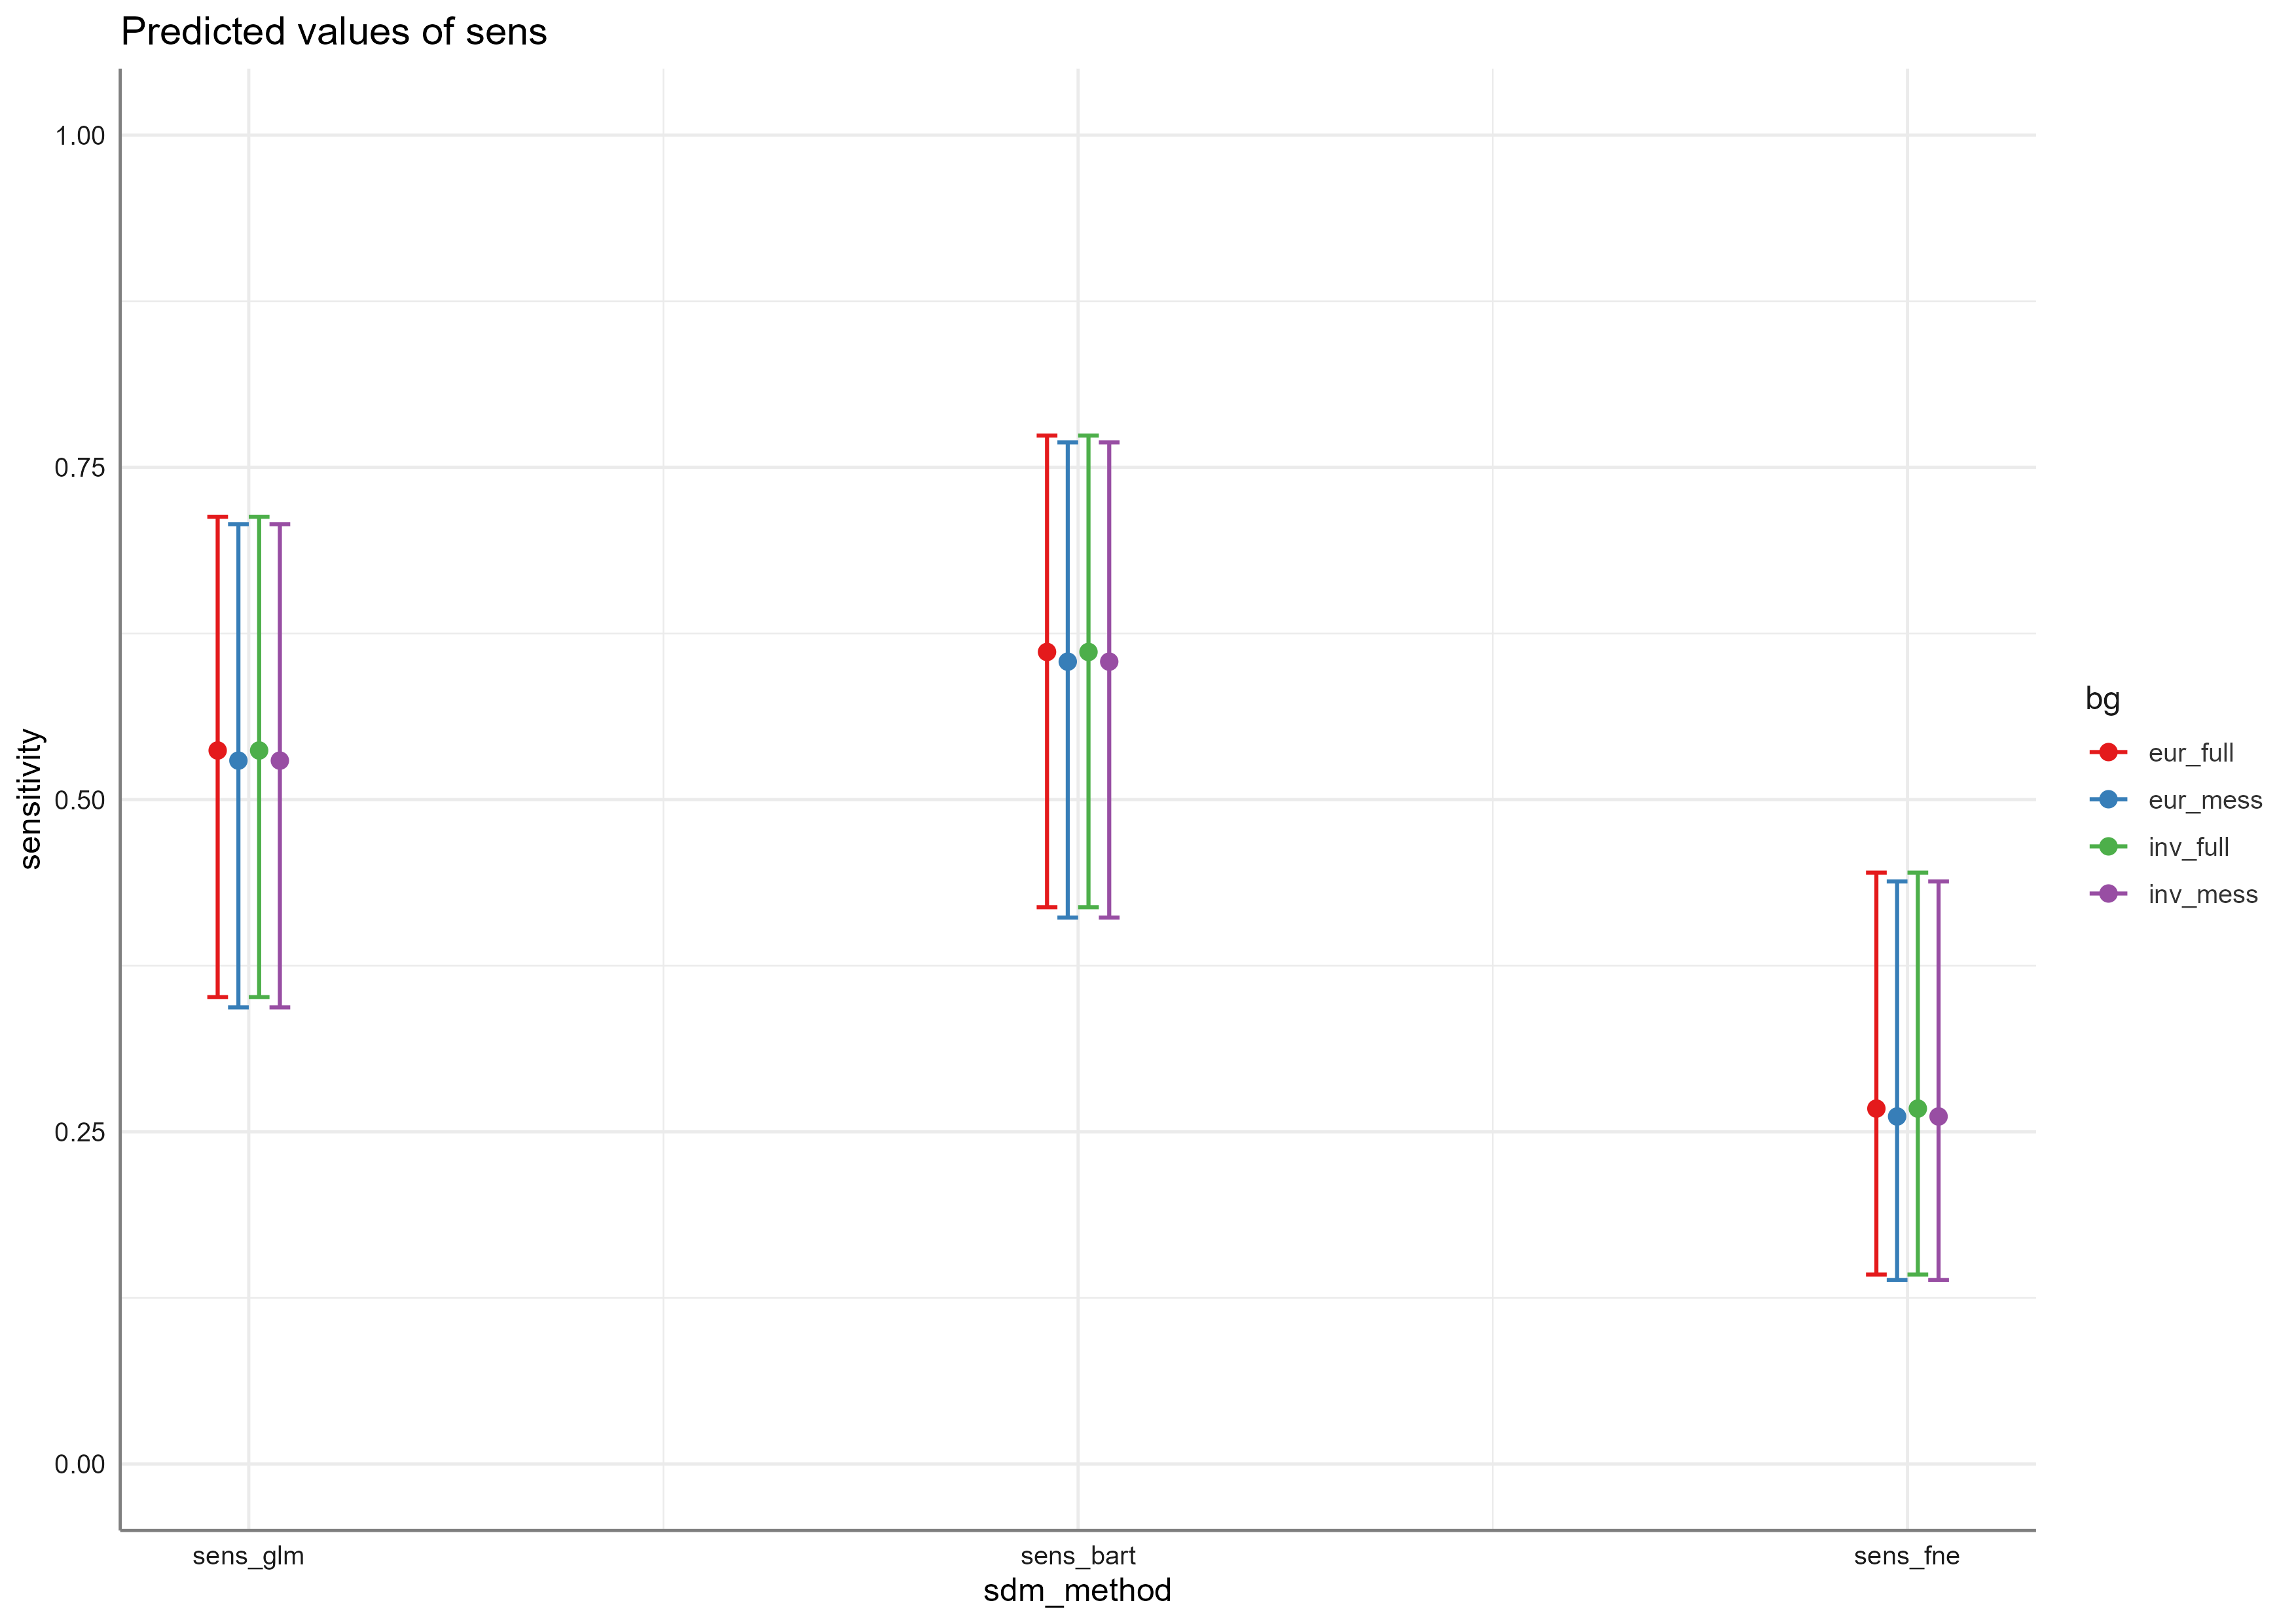 Predicted values of sens
1.00
0.75
0.50
0.25
0.00
sensitivity
sens_glm
sens_bart
sens_fne
sdm_method
bg
eur_full
eur_mess
inv_full
inv_mess